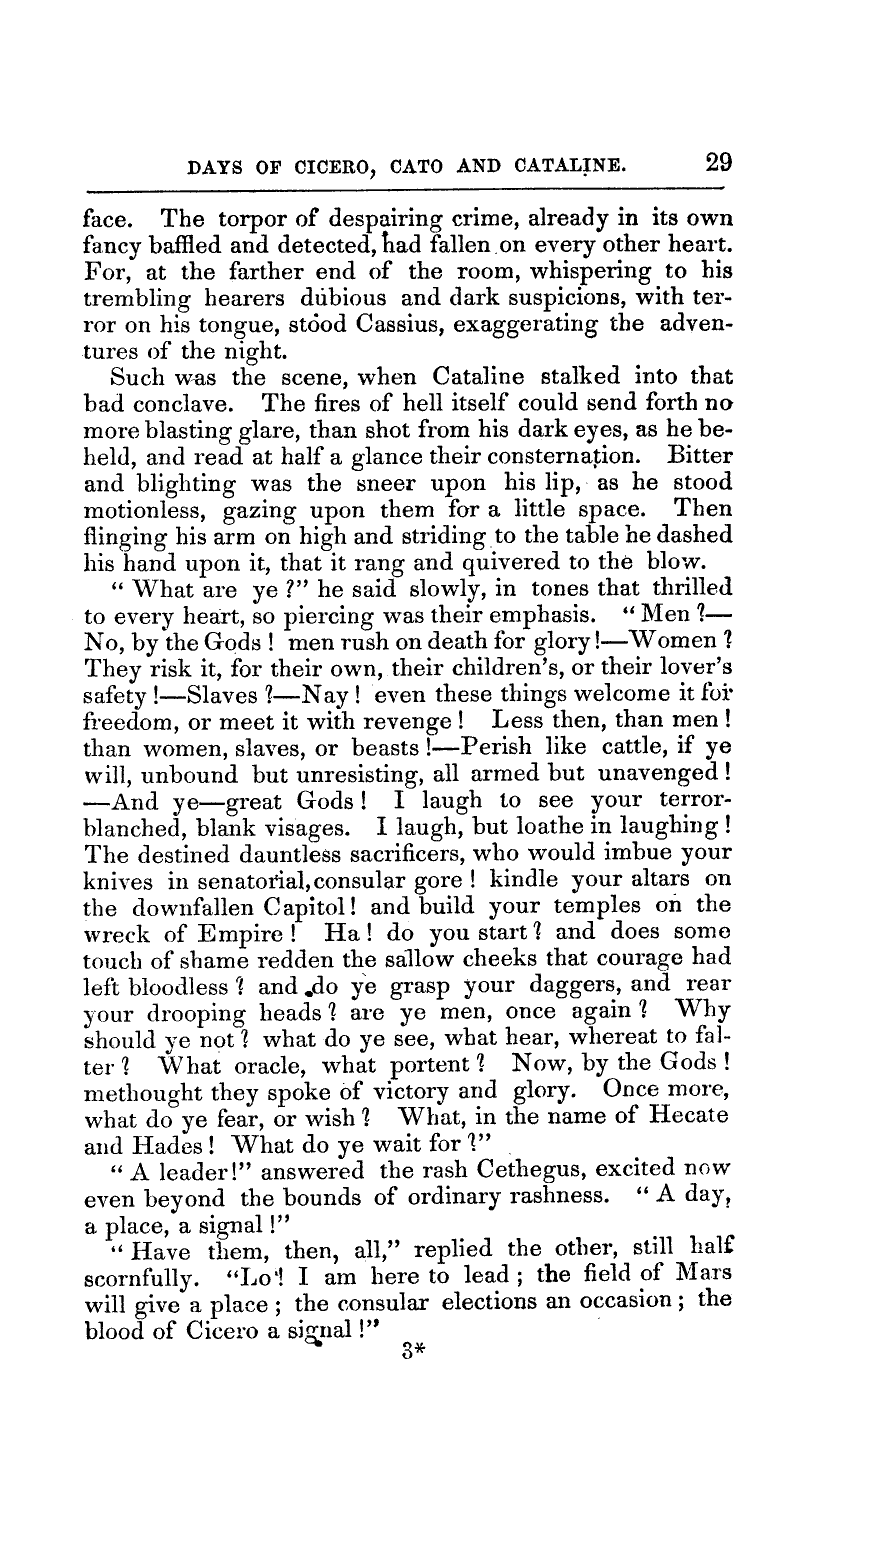 DAYS OF CICERO, CATO AND CATALINE. 29
face. The torpor of despairing crime, already in its own
fancy baffled and detected, had fallen on every other heart.
For, at the farther end of the room, whispering to his
trembling hearers dubious and dark suspicions, with ter-
ror on his tongue, stood Cassius, exaggerating the adven-
tures of the night.
Such was the scene, when Cataline stalked into that
bad conclave. The fires of hell itself could send forth no
more blasting glare, than shot from his dark eyes, as he be-
held, and read at half a glance their consternation. Bitter
and blighting was the sneer upon his lip, as he stood
motionless, gazing upon them for a little space. Then
flinging his arm on high and striding to the table he dashed
his hand upon it, that it rang and quivered to the blow.
“ What are ye ?” he said slowly, in tones that thrilled
to every heart, so piercing was their emphasis. “ Men ?—
No, by the Gods ! men rush on death for glory !—Women ?
They risk it, for their own, their children’s, or their lover’s
safety !—Slaves ?—Nay ! even these things welcome it for
freedom, or meet it with revenge ! Less then, than men !
than women, slaves, or beasts !—Perish like cattle, if ye
will, unbound but unresisting, all armed but unavenged !
—And ye—great Gods ! I laugh to see your terror-
blanched, blank visages. I laugh, but loathe in laughing !
The destined dauntless sacrificers, who would imbue your
knives in senatorial, consular gore ! kindle your altars on
the downfallen Capitol ! and build your temples on the
wreck of Empire ! Ha ! do you start ? and does some
touch of shame redden the sallow cheeks that courage had
left bloodless ? and do ye grasp your daggers, and rear
your drooping heads ? are ye men, once again ? Why
should ye not ? what do ye see, what hear, whereat to fal-
ter ? What oracle, what portent ? Now, by the Gods !
methought they spoke of victory and glory. Once more,
what do ye fear, or wish ? What, in the name of Hecate
and Hades ! What do ye wait for ?”
“ A leader!” answered the rash Cethegus, excited now
even beyond the bounds of ordinary rashness. “ A day,
a place, a signal !”
“ Have them, then, all,” replied the other, still half
scornfully. “Lo ! I am here to lead ; the field of Mars
will give a place ; the consular elections an occasion ; the
blood of Cicero a signal !”
3*